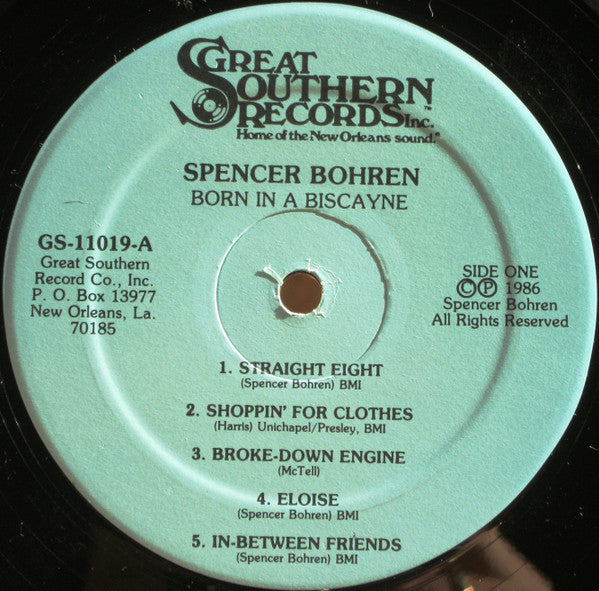 GREAT
SOUTHERN
RECORDS Inc.™
Home of the New Orleans sound.®
SPENCER BOHREN
BORN IN A BISCAYNE
GS-11019-A
Great Southern
Record Co., Inc.
P. O. Box 13977
New Orleans, La.
70185
SIDE ONE
©℗ 1986
Spencer Bohren
All Rights Reserved
1. STRAIGHT EIGHT
(Spencer Bohren) BMI
2. SHOPPIN' FOR CLOTHES
(Harris) Unichapel/Presley, BMI
3. BROKE-DOWN ENGINE
(McTell)
4. ELOISE
(Spencer Bohren) BMI
5. IN-BETWEEN FRIENDS
(Spencer Bohren) BMI